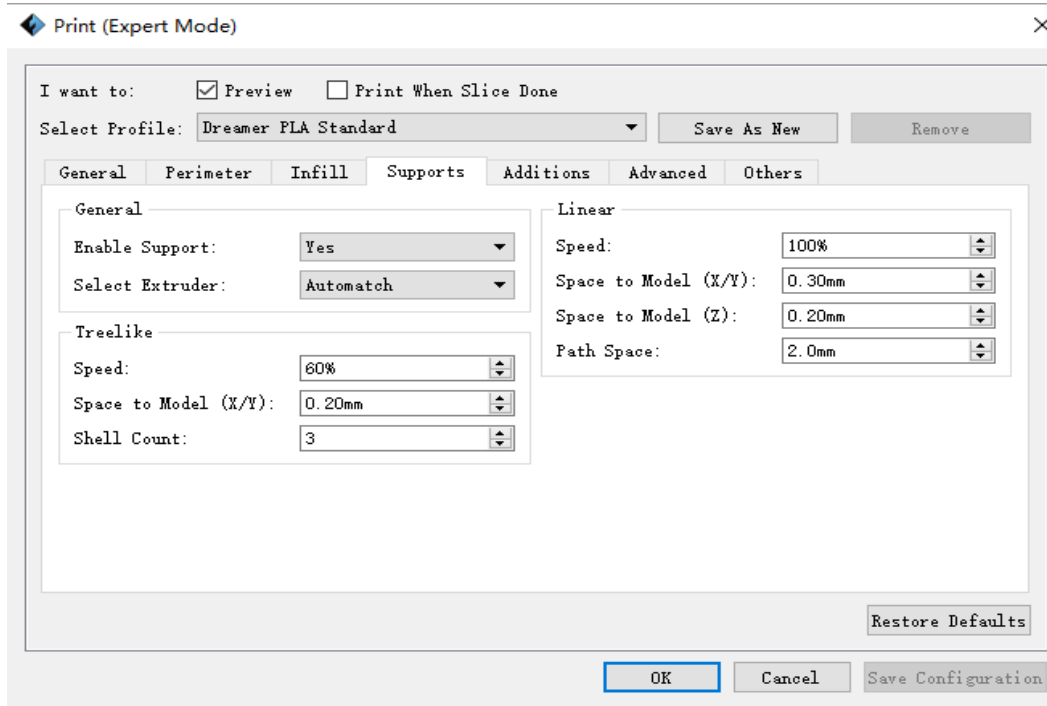 Print (Expert Mode)
I want to: Preview Print When Slice Done
Select Profile: Dreamer PLA Standard Save As New Remove
General Perimeter Infill Supports Additions Advanced Others
General
Enable Support: Yes
Select Extruder: Automatch
Treelike
Speed: 60%
Space to Model (X/Y): 0.20mm
Shell Count: 3
Linear
Speed: 100%
Space to Model (X/Y): 0.30mm
Space to Model (Z): 0.20mm
Path Space: 2.0mm
Restore Defaults
OK Cancel Save Configuration